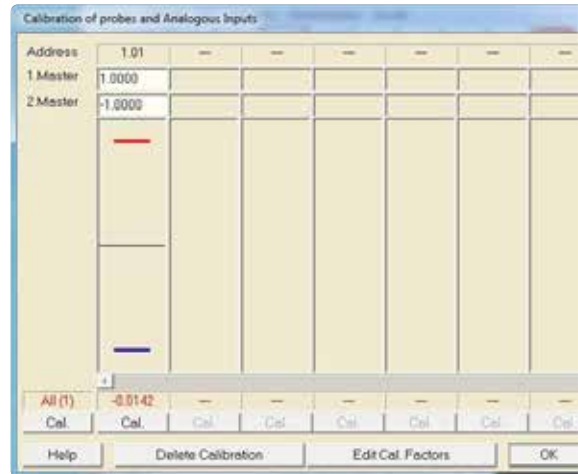 Calibration of probes and Analogous Inputs
Address 1.01 --- --- --- --- --- ---
1.Master 1.0000
2.Master -1.0000
+
All (1) -0.0142 --- --- --- --- --- ---
Cal. Cal. Cal. Cal. Cal. Cal. Cal. Cal.
Help Delete Calibration Edit Cal. Factors OK